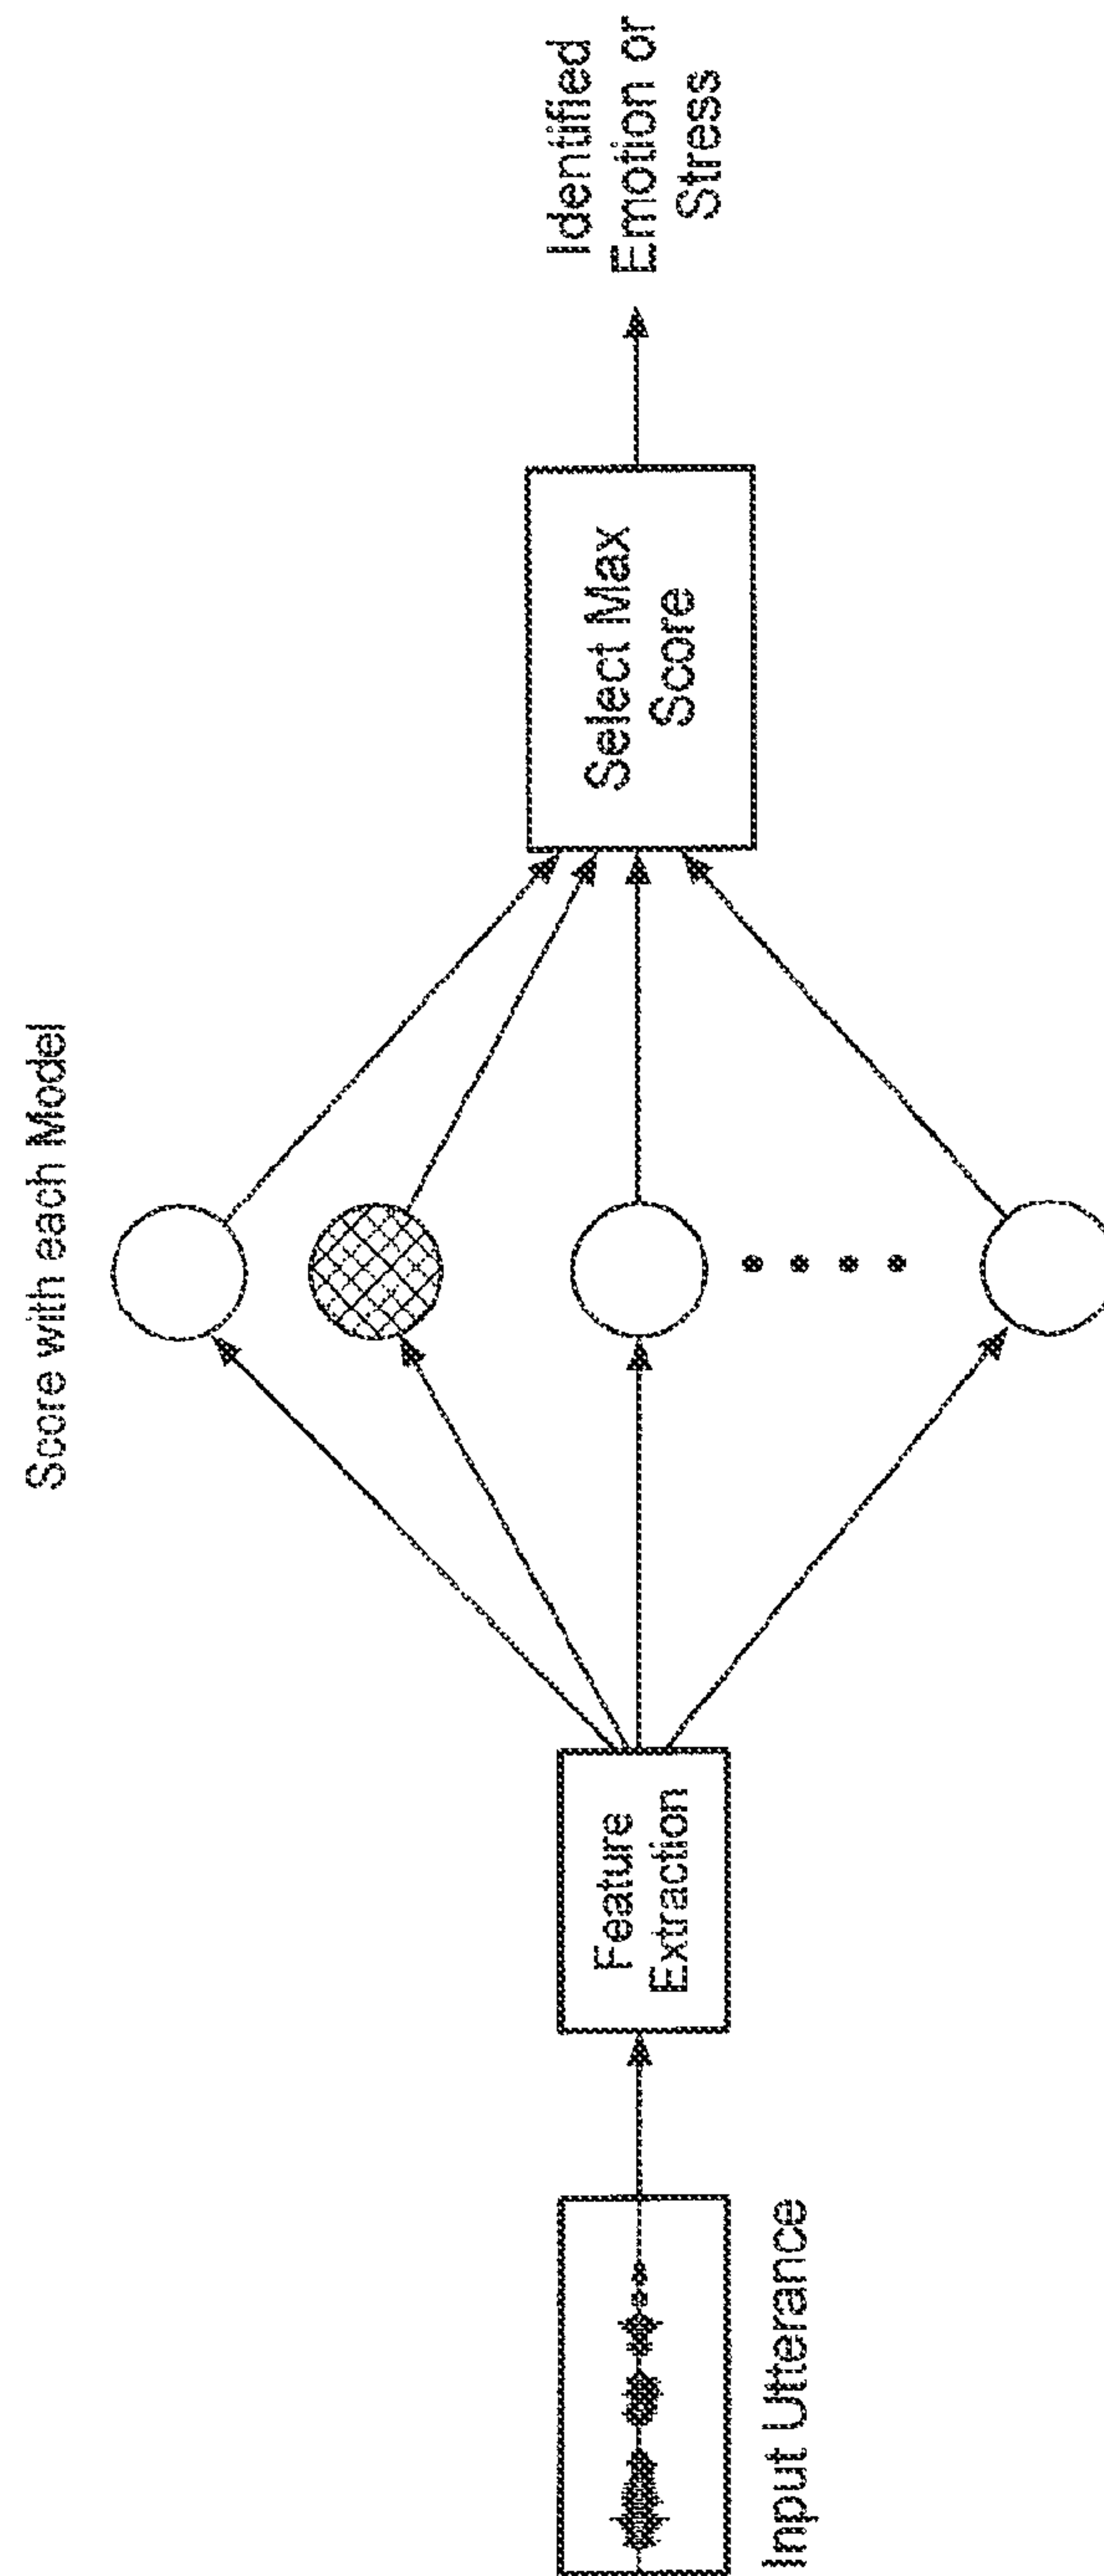 Score with each Model
Input Utterance
Feature
Extraction
Select Max
Score
Identified
Emotion or
Stress